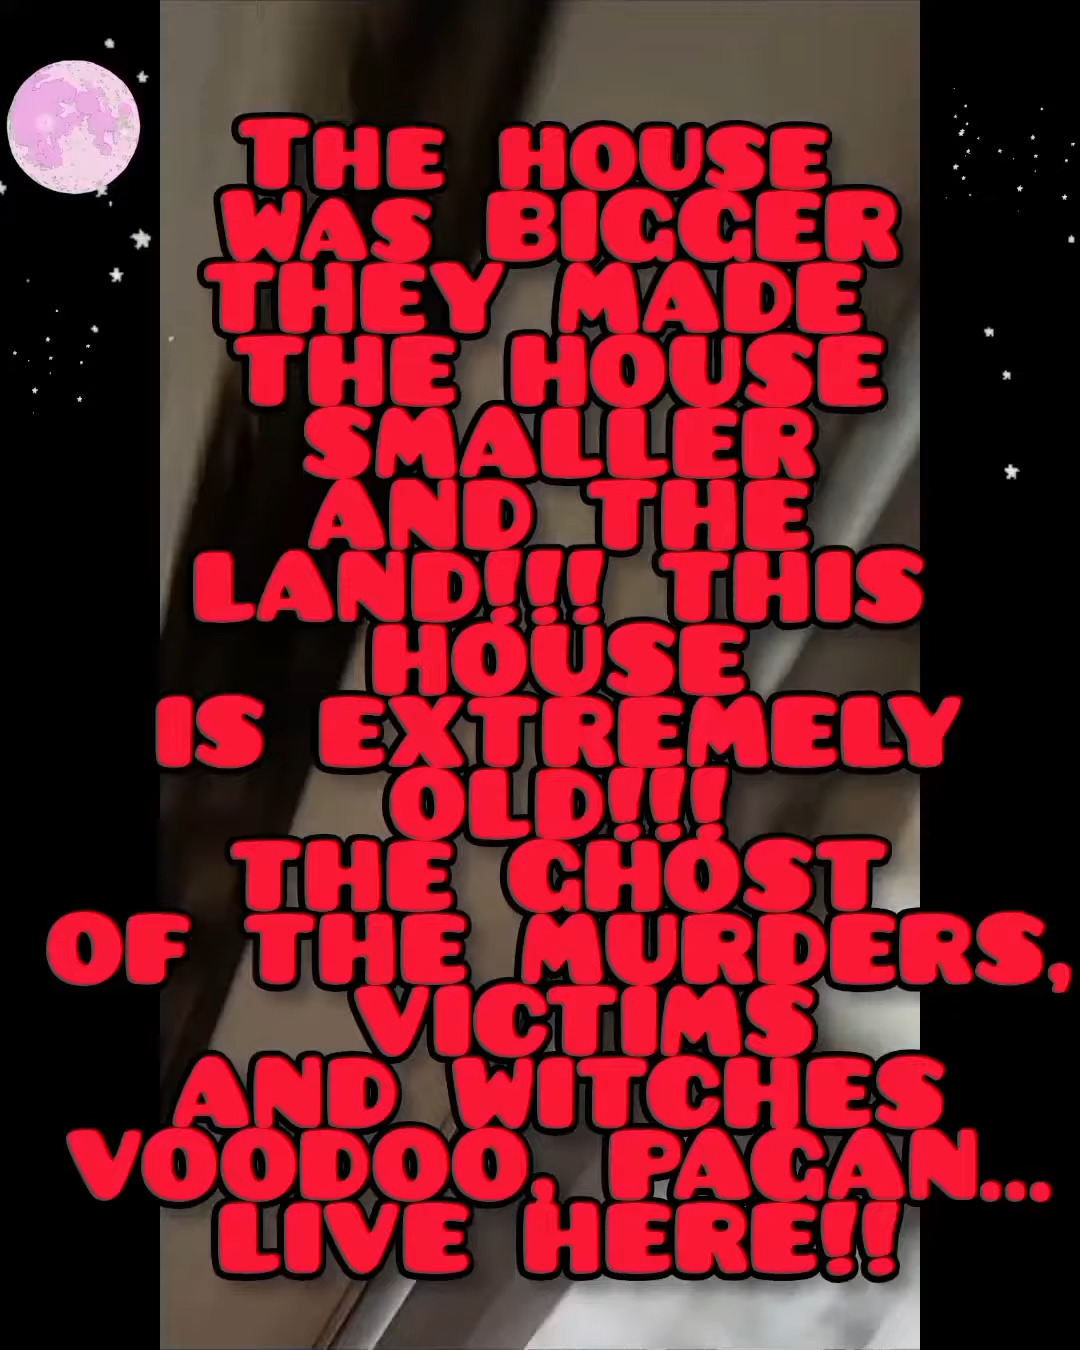 The house
was bigger
they made
the house
smaller
and the
land!!! This
house
is extremely
old!!!
the ghost
of the murders,
victims
and witches
voodoo, pagan...
live here!!